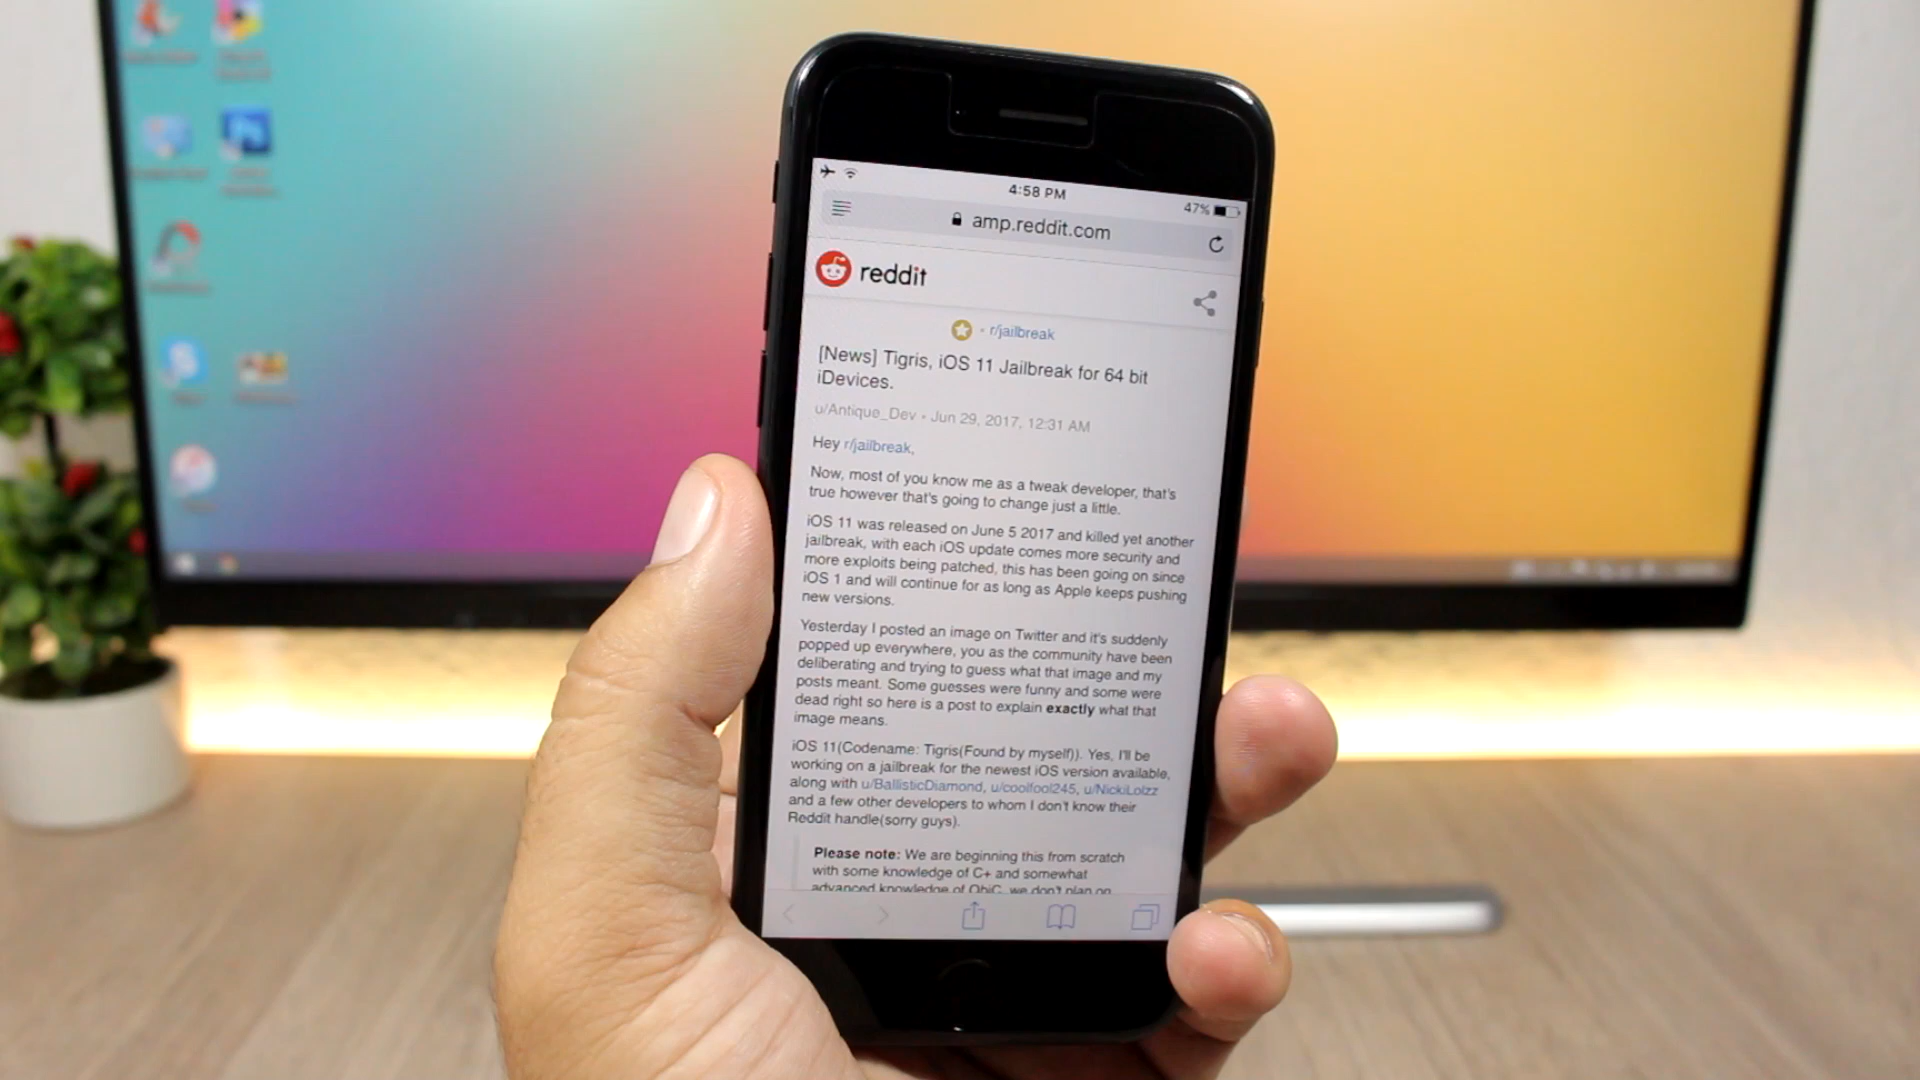 4:58 PM
47%
amp.reddit.com
reddit
• r/jailbreak
[News] Tigris, iOS 11 Jailbreak for 64 bit
iDevices.
u/Antique_Dev • Jun 29, 2017, 12:31 AM
Hey r/jailbreak,
Now, most of you know me as a tweak developer, that's
true however that's going to change just a little.
iOS 11 was released on June 5 2017 and killed yet another
jailbreak, with each iOS update comes more security and
more exploits being patched, this has been going on since
iOS 1 and will continue for as long as Apple keeps pushing
new versions.
Yesterday I posted an image on Twitter and it's suddenly
popped up everywhere, you as the community have been
deliberating and trying to guess what that image and my
posts meant. Some guesses were funny and some were
dead right so here is a post to explain exactly what that
image means.
iOS 11(Codename: Tigris(Found by myself)). Yes, I'll be
working on a jailbreak for the newest iOS version available,
along with u/BallisticDiamond, u/coolfool245, u/NickiLolzz
and a few other developers to whom I don't know their
Reddit handle(sorry guys).
Please note: We are beginning this from scratch
with some knowledge of C+ and somewhat
advanced knowledge of ObjC, we don't plan on